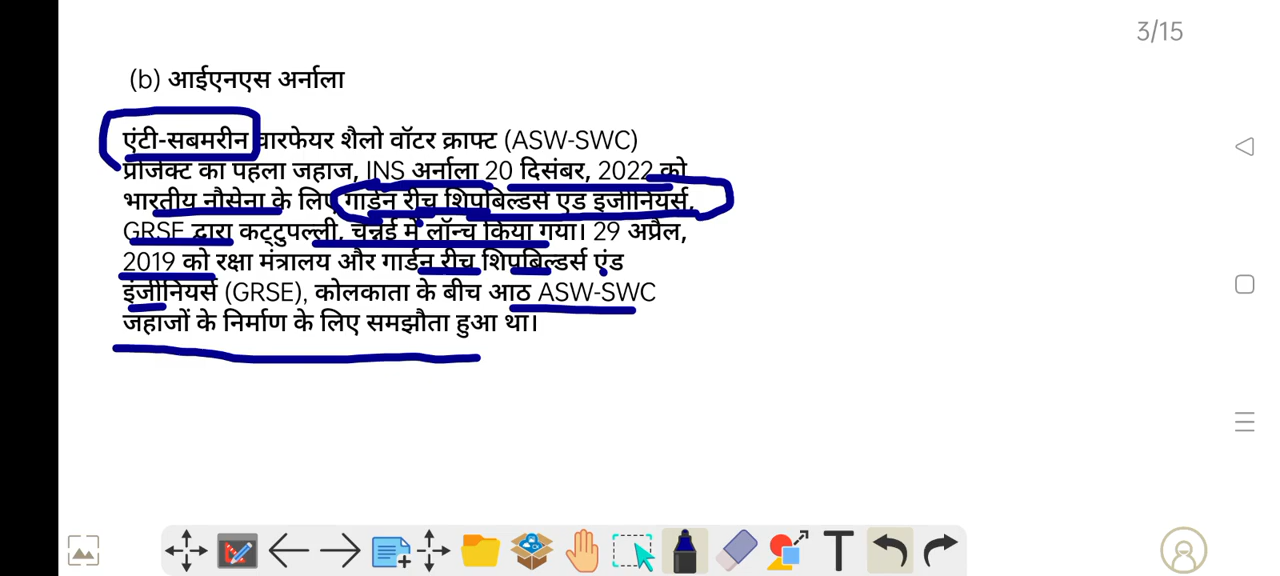 3/15
(b) आईएनएस अर्नाला
एंटी-सबमरीन वारफेयर शैलो वॉटर क्राफ्ट (ASW-SWC)
प्रोजेक्ट का पहला जहाज, INS अर्नाला 20 दिसंबर, 2022 को
भारतीय नौसेना के लिए गार्डन रीच शिपबिल्डर्स एंड इंजीनियर्स,
GRSE द्वारा कट्टुपल्ली, चेन्नई में लॉन्च किया गया। 29 अप्रैल,
2019 को रक्षा मंत्रालय और गार्डन रीच शिपबिल्डर्स एंड
इंजीनियर्स (GRSE), कोलकाता के बीच आठ ASW-SWC
जहाजों के निर्माण के लिए समझौता हुआ था।
T